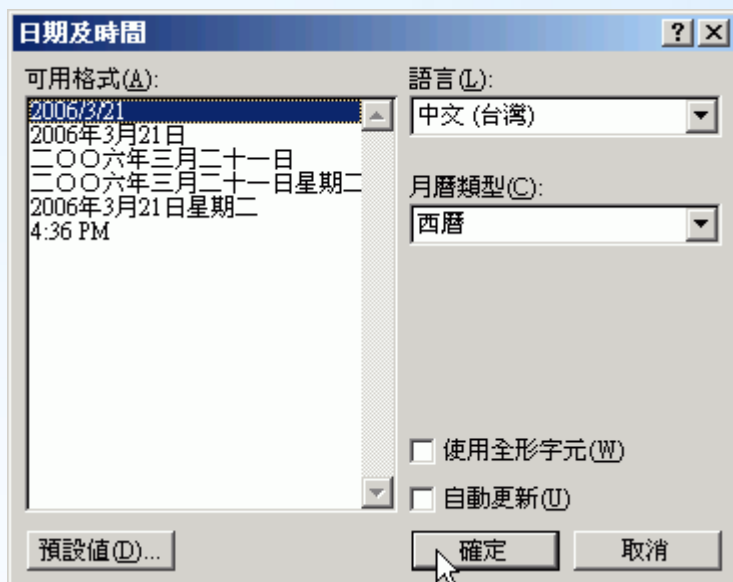 日期及時間
可用格式(A):
2006/3/21
2006年3月21日
二〇〇六年三月二十一日
二〇〇六年三月二十一日星期二
2006年3月21日星期二
4:36 PM
語言(L):
中文 (台灣)
月曆類型(C):
西曆
使用全形字元(W)
自動更新(U)
預設值(D)...
確定
取消